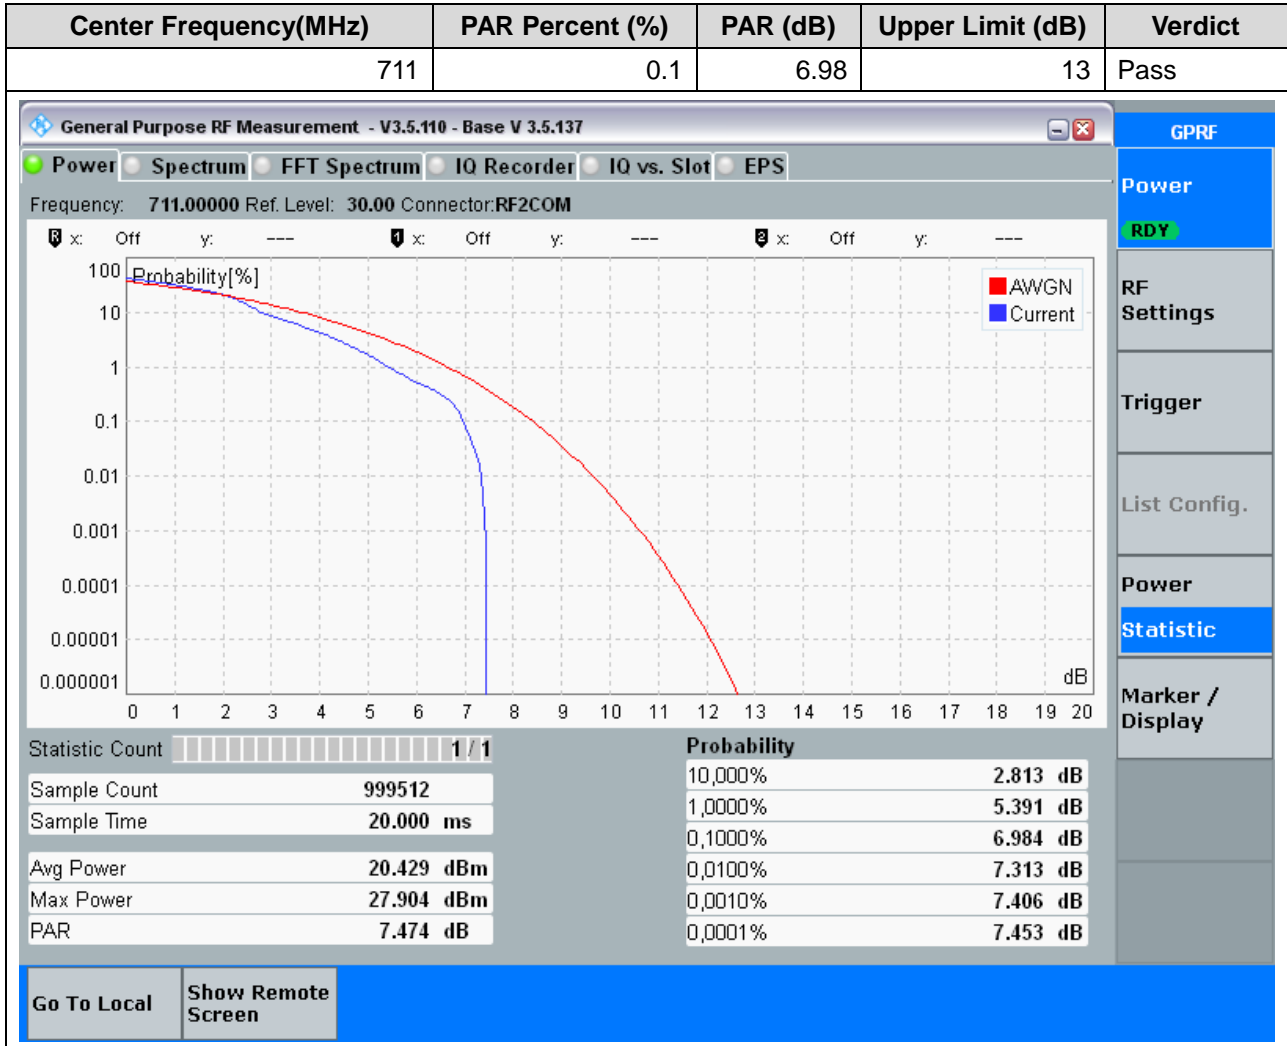 Center Frequency(MHz) PAR Percent (%) PAR (dB) Upper Limit (dB) Verdict
711 0.1 6.98 13 Pass
General Purpose RF Measurement - V3.5.110 - Base V 3.5.137
GPRF
Power Spectrum FFT Spectrum IQ Recorder IQ vs. Slot EPS
Frequency: 711.00000 Ref. Level: 30.00 Connector:RF2COM
R x: Off y: --- 1 x: Off y: --- 2 x: Off y: ---
Probability[%]
AWGN
Current
100
10
1
0.1
0.01
0.001
0.0001
0.00001
0.000001
dB
0 1 2 3 4 5 6 7 8 9 10 11 12 13 14 15 16 17 18 19 20
Statistic Count 1 / 1
Sample Count 999512
Sample Time 20.000 ms
Avg Power 20.429 dBm
Max Power 27.904 dBm
PAR 7.474 dB
Probability
10,000% 2.813 dB
1,0000% 5.391 dB
0,1000% 6.984 dB
0,0100% 7.313 dB
0,0010% 7.406 dB
0,0001% 7.453 dB
Power
RDY
RF
Settings
Trigger
List Config.
Power
Statistic
Marker /
Display
Go To Local
Show Remote
Screen